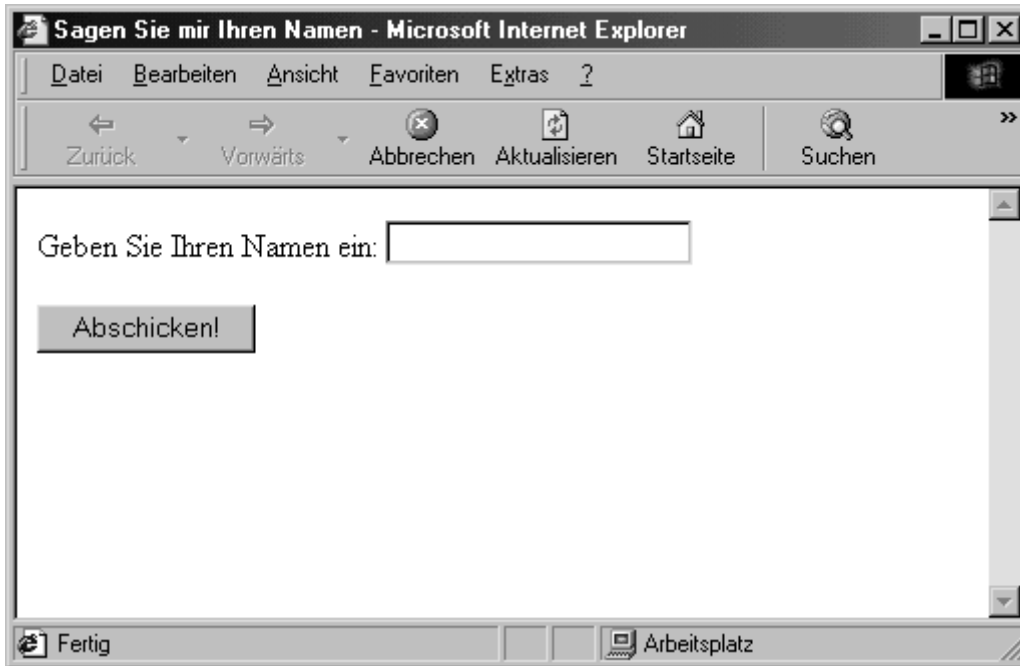 Sagen Sie mir Ihren Namen - Microsoft Internet Explorer
Datei Bearbeiten Ansicht Favoriten Extras ?
Zurück Vorwärts Abbrechen Aktualisieren Startseite Suchen »
Geben Sie Ihren Namen ein:
Abschicken!
Fertig Arbeitsplatz